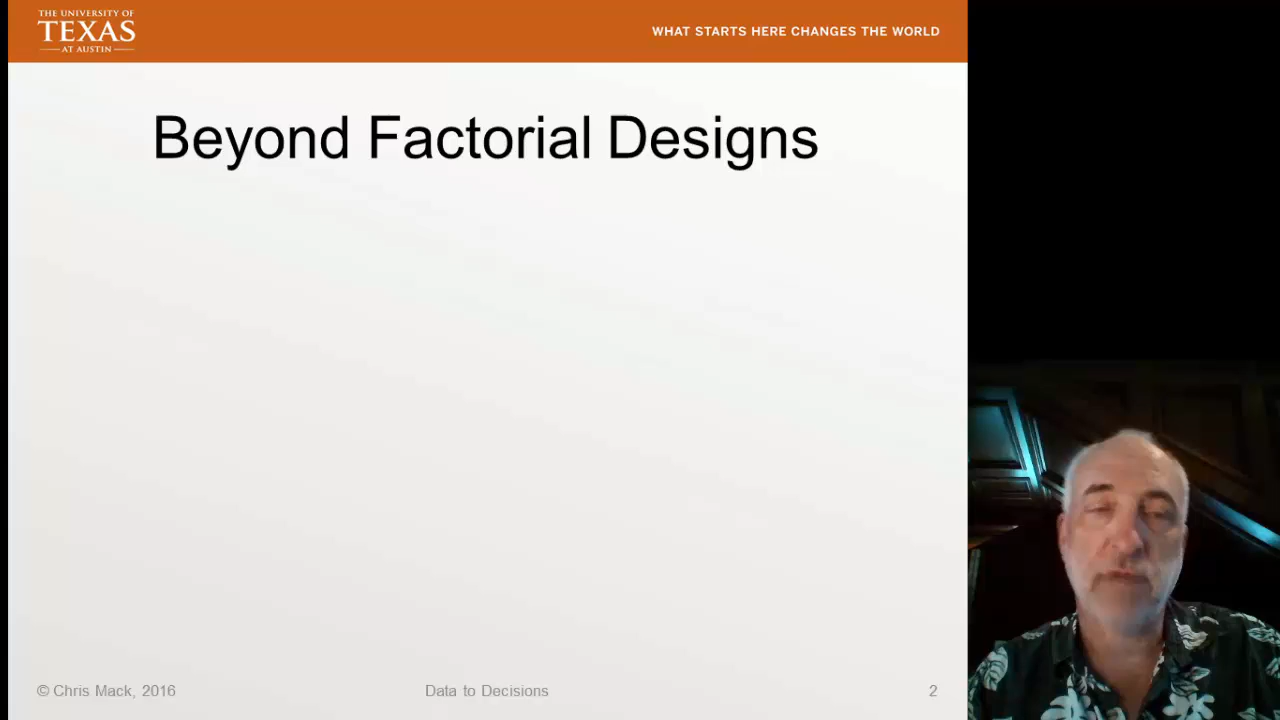 THE UNIVERSITY OF
TEXAS
AT AUSTIN
WHAT STARTS HERE CHANGES THE WORLD
Beyond Factorial Designs
© Chris Mack, 2016
Data to Decisions
2